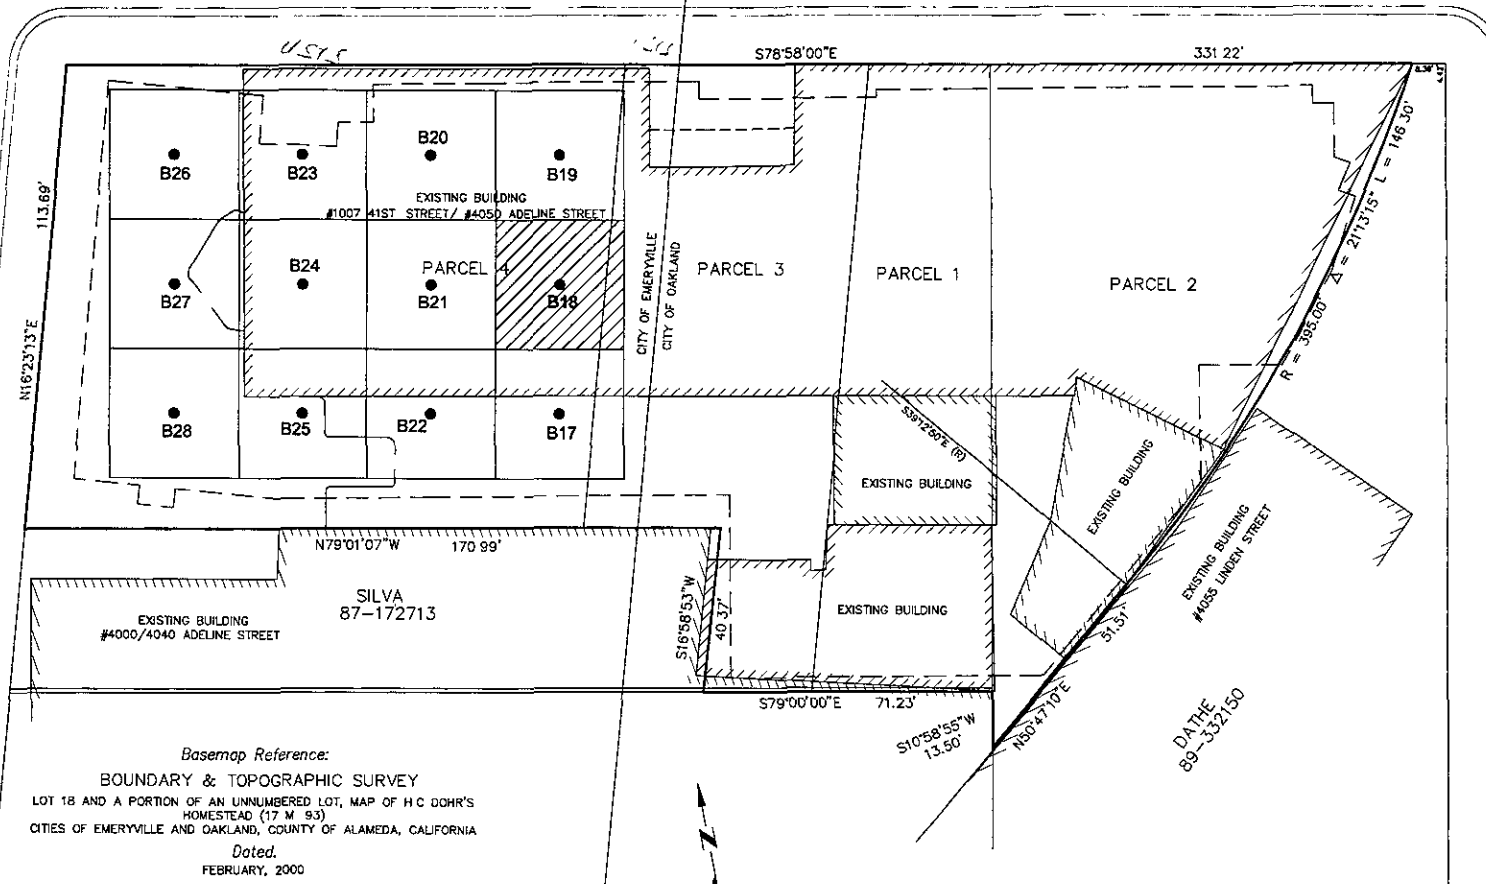 S78°58'00"E
331 22'
113.69'
N16°23'13"E
B26
B23
B20
B19
EXISTING BUILDING
#1007 41ST STREET/ #4050 ADELINE STREET
B27
B24
PARCEL 4
B21
B18
CITY OF EMERYVILLE
CITY OF OAKLAND
PARCEL 3
PARCEL 1
PARCEL 2
R = 395.00' Δ = 21°13'15" L = 146 30'
B28
B25
B22
B17
S39°12'50"E (R)
EXISTING BUILDING
EXISTING BUILDING
EXISTING BUILDING
#4055 LINDEN STREET
N79°01'07"W 170 99'
SILVA
87-172713
EXISTING BUILDING
#4000/4040 ADELINE STREET
S16°58'53"W
40 37'
EXISTING BUILDING
51.51'
N50°47'10"E
S79°00'00"E 71.23'
S10°58'55"W
13.50'
DATHE
89-332150
Basemap Reference:
BOUNDARY & TOPOGRAPHIC SURVEY
LOT 18 AND A PORTION OF AN UNNUMBERED LOT, MAP OF H C DOHR'S
HOMESTEAD (17 M 93)
CITIES OF EMERYVILLE AND OAKLAND, COUNTY OF ALAMEDA, CALIFORNIA
Dated.
FEBRUARY, 2000